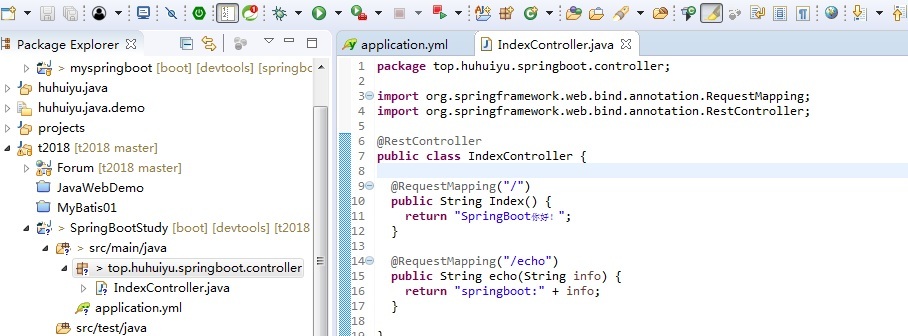 Package Explorer
> myspringboot [boot] [devtools] [springbo
huhuiyu.java
huhuiyu.java.demo
projects
t2018 [t2018 master]
> Forum [t2018 master]
JavaWebDemo
MyBatis01
> SpringBootStudy [boot] [devtools] [t2018
> src/main/java
> top.huhuiyu.springboot.controller
IndexController.java
application.yml
src/test/java
application.yml
IndexController.java
1 package top.huhuiyu.springboot.controller;
2
3 import org.springframework.web.bind.annotation.RequestMapping;
4 import org.springframework.web.bind.annotation.RestController;
5
6 @RestController
7 public class IndexController {
8
9 @RequestMapping("/")
10 public String Index() {
11 return "SpringBoot你好！";
12 }
13
14 @RequestMapping("/echo")
15 public String echo(String info) {
16 return "springboot:" + info;
17 }
18
19 }